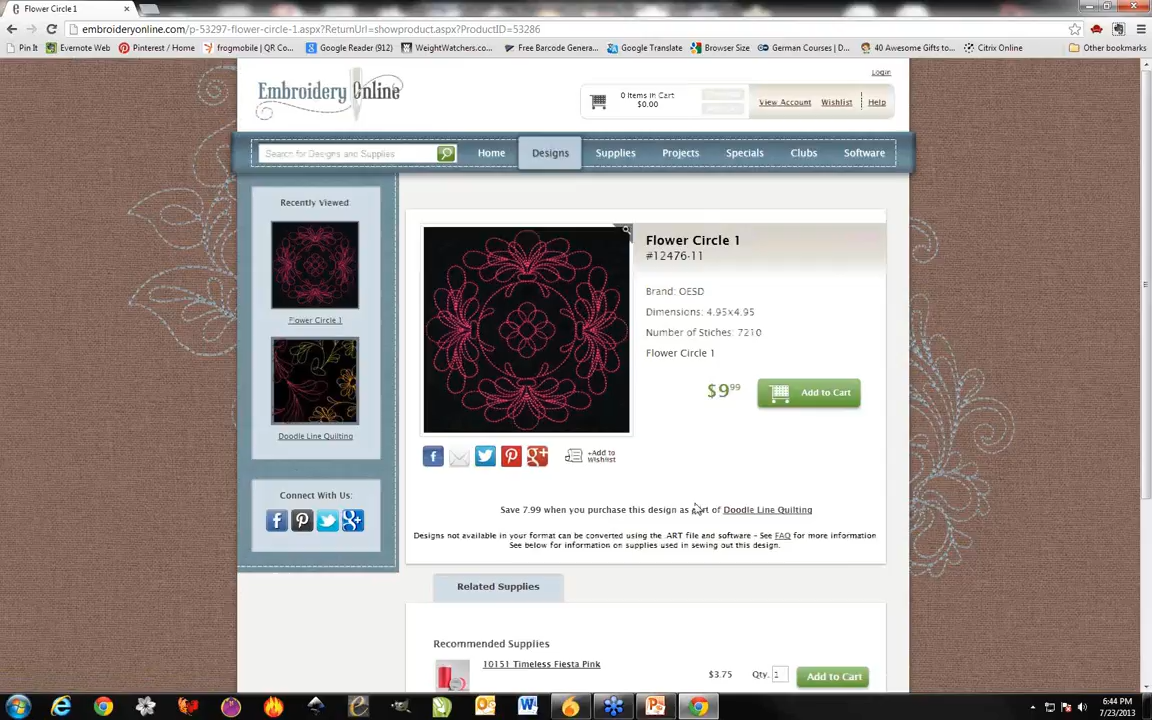 Flower Circle 1
embroideryonline.com/p-53297-flower-circle-1.aspx?ReturnUrl=showproduct.aspx?ProductID=53286
Pin It Evernote Web Pinterest / Home frogmobile | QR Co... Google Reader (912) WeightWatchers.co... Free Barcode Genera... Google Translate Browser Size German Courses | D... 40 Awesome Gifts to... Citrix Online Other bookmarks
Login
Embroidery Online
0 Items in Cart
$0.00
View Account Wishlist Help
Search for Designs and Supplies
Home Designs Supplies Projects Specials Clubs Software
Recently Viewed
Flower Circle 1
Doodle Line Quilting
Connect With Us:
Flower Circle 1
#12476-11
Brand: OESD
Dimensions: 4.95x4.95
Number of Stiches: 7210
Flower Circle 1
$9.99 Add to Cart
+Add to
Wishlist
Save 7.99 when you purchase this design as part of Doodle Line Quilting
Designs not available in your format can be converted using the .ART file and software - See FAQ for more information
See below for information on supplies used in sewing out this design.
Related Supplies
Recommended Supplies
10151 Timeless Fiesta Pink
$3.75 Qty. 1 Add to Cart
6:44 PM
7/23/2013